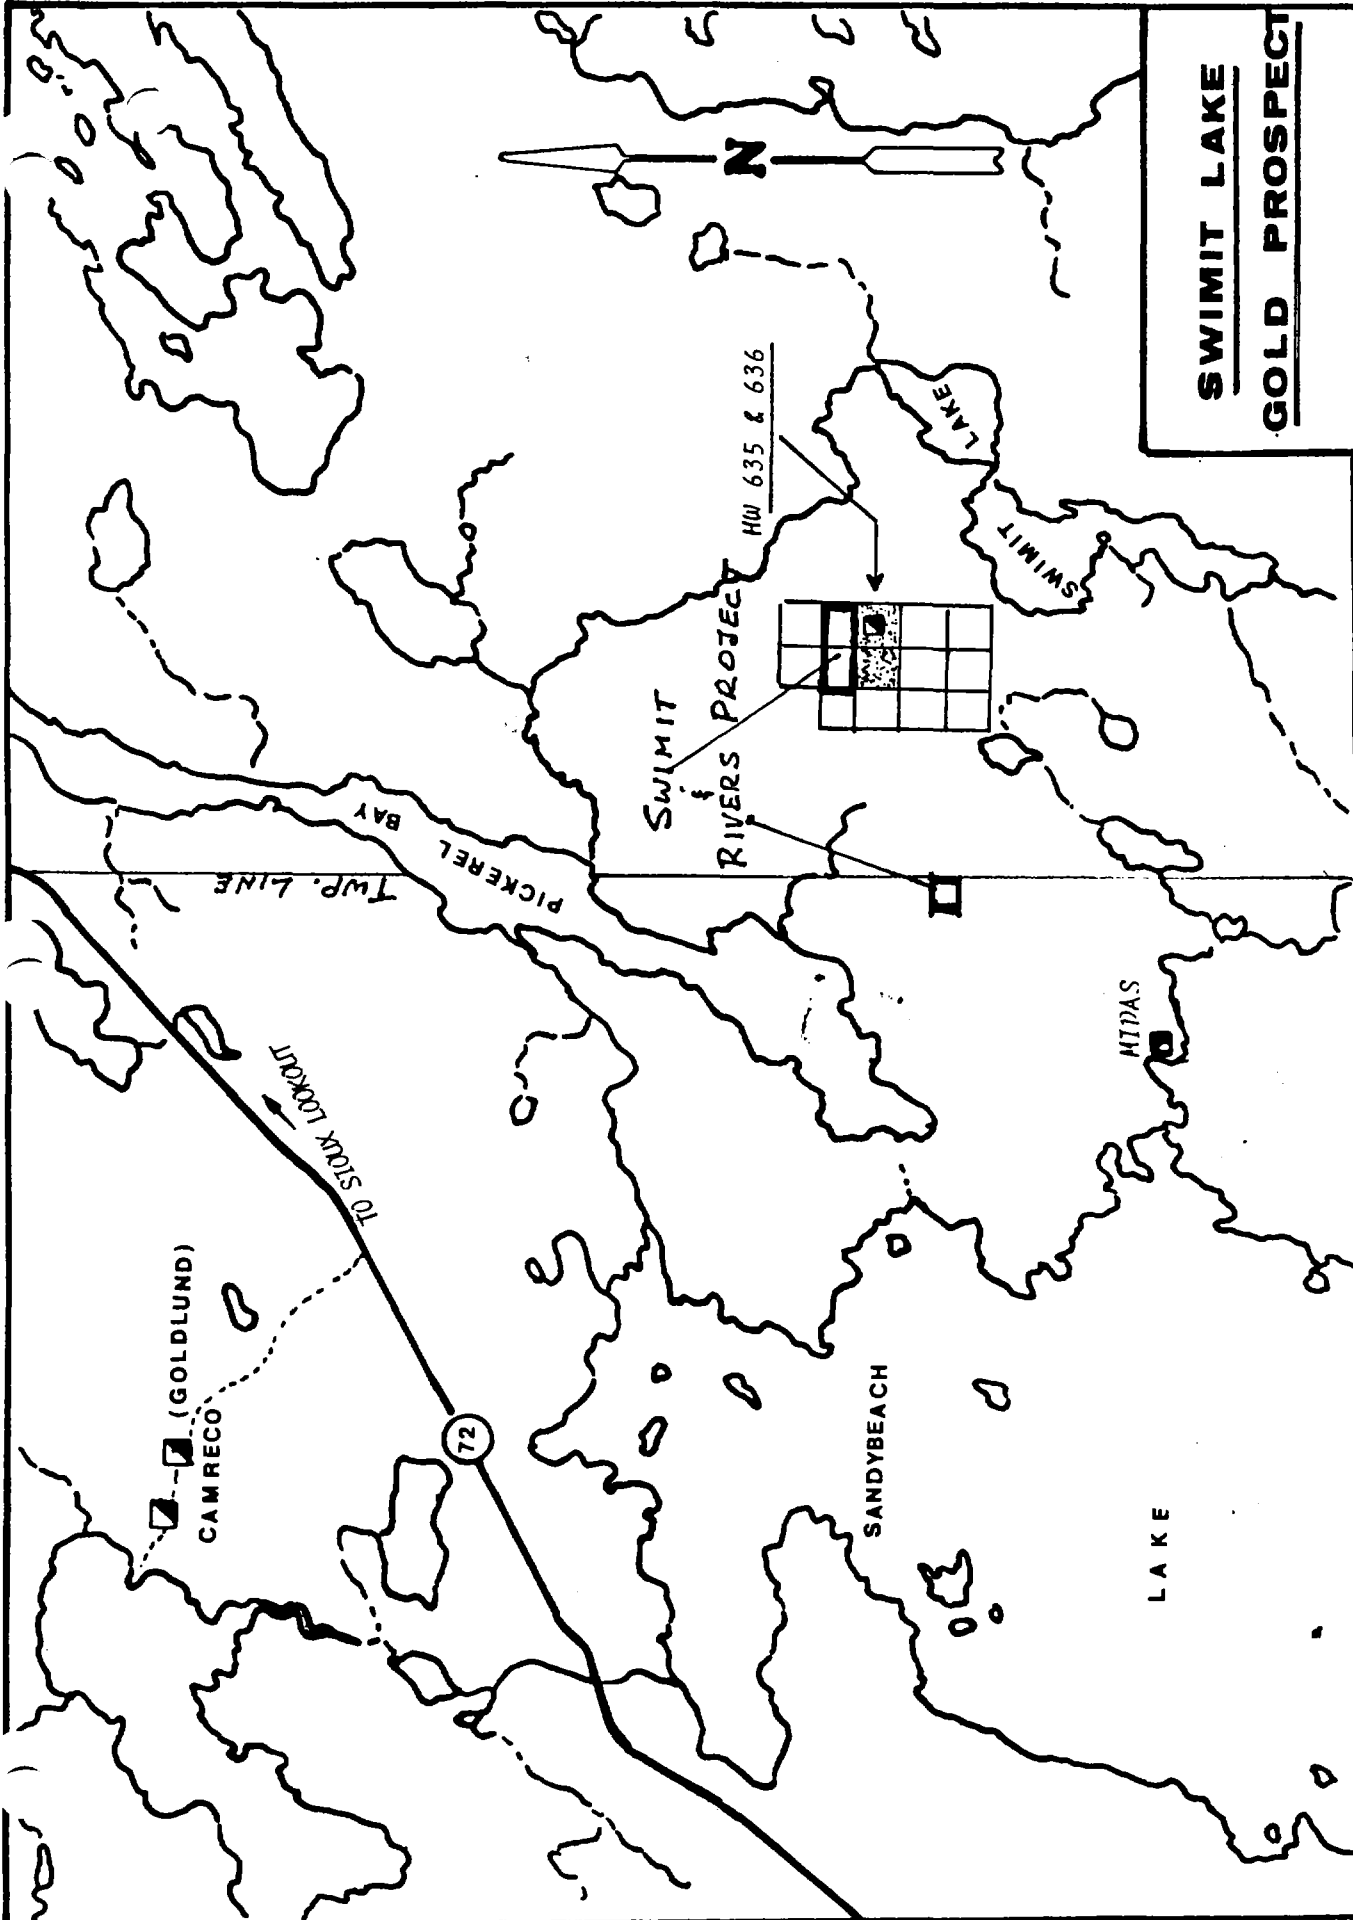 SWIMIT LAKE
GOLD PROSPECT
N
HW 635 & 636
SWIMIT
&
RIVERS PROJECT
LAKE
SWIMIT
PICKEREL
BAY
TWP. LINE
TO SIOUX LOOKOUT
(GOLDLUND)
CAMRECO
72
MIDAS
SANDYBEACH
LAKE